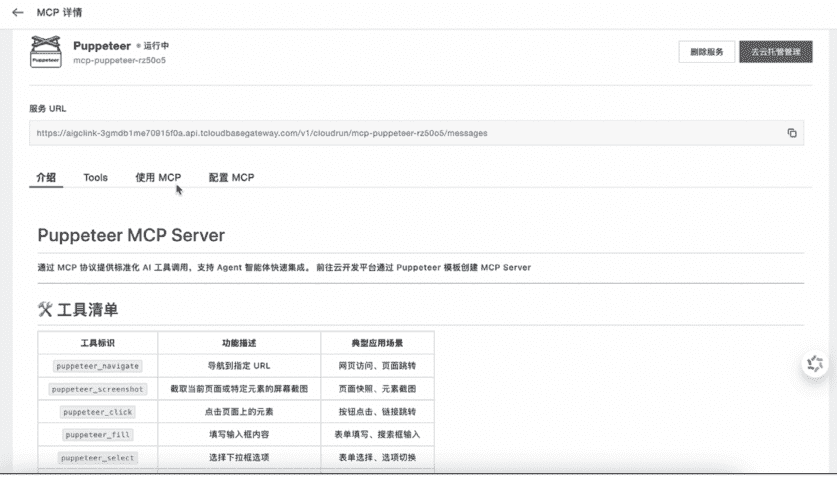 ← MCP 详情
Puppeteer 运行中
mcp-puppeteer-rz50o5
Puppeteer
删除服务
去云托管管理
服务 URL
https://aigclink-3gmdb1me70915f0a.api.tcloudbasegateway.com/v1/cloudrun/mcp-puppeteer-rz50o5/messages
介绍 Tools 使用 MCP 配置 MCP
Puppeteer MCP Server
通过 MCP 协议提供标准化 AI 工具调用，支持 Agent 智能体快速集成。 前往云开发平台通过 Puppeteer 模板创建 MCP Server
🛠 工具清单
工具标识 功能描述 典型应用场景
puppeteer_navigate 导航到指定 URL 网页访问、页面跳转
puppeteer_screenshot 截取当前页面或特定元素的屏幕截图 页面快照、元素截图
puppeteer_click 点击页面上的元素 按钮点击、链接跳转
puppeteer_fill 填写输入框内容 表单填写、搜索框输入
puppeteer_select 选择下拉框选项 表单选择、选项切换